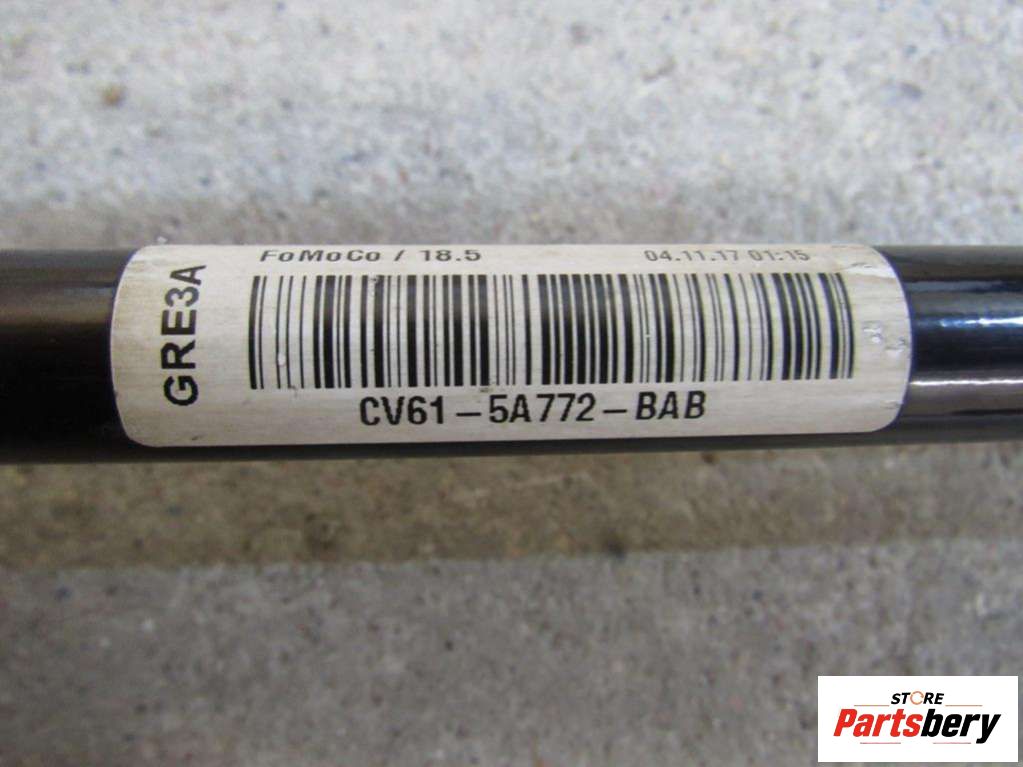 FoMoCo / 18.5 04.11.17 01:15
GRE3A
CV61-5A772-BAB
STORE
Partsbery